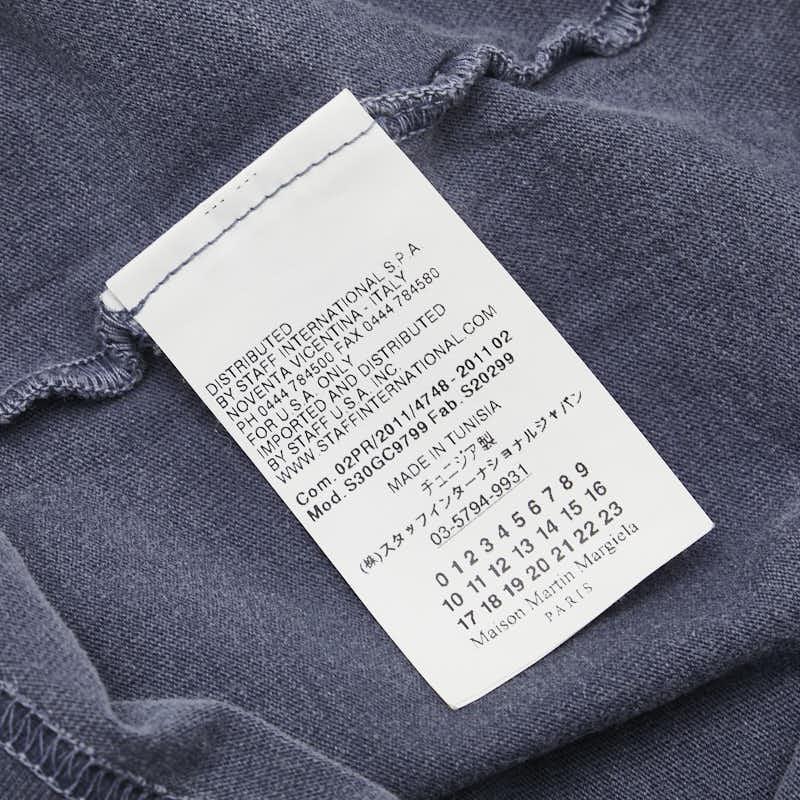 DISTRIBUTED
BY STAFF INTERNATIONAL S.P.A
NOVENTA VICENTINA - ITALY
PH 0444 784500 FAX 0444 784580
FOR U.S.A. ONLY
IMPORTED AND DISTRIBUTED
BY STAFF U.S.A. INC.
WWW.STAFFINTERNATIONAL.COM
Com. 02PR/2011/4748 - 2011 02
Mod. S30GC9799 Fab. S20299
MADE IN TUNISIA
チュニジア製
(株)スタッフインターナショナルジャパン
03-5794-9931
0 1 2 3 4 5 6 7 8 9
10 11 12 13 14 15 16
17 18 19 20 21 22 23
Maison Martin Margiela
PARIS